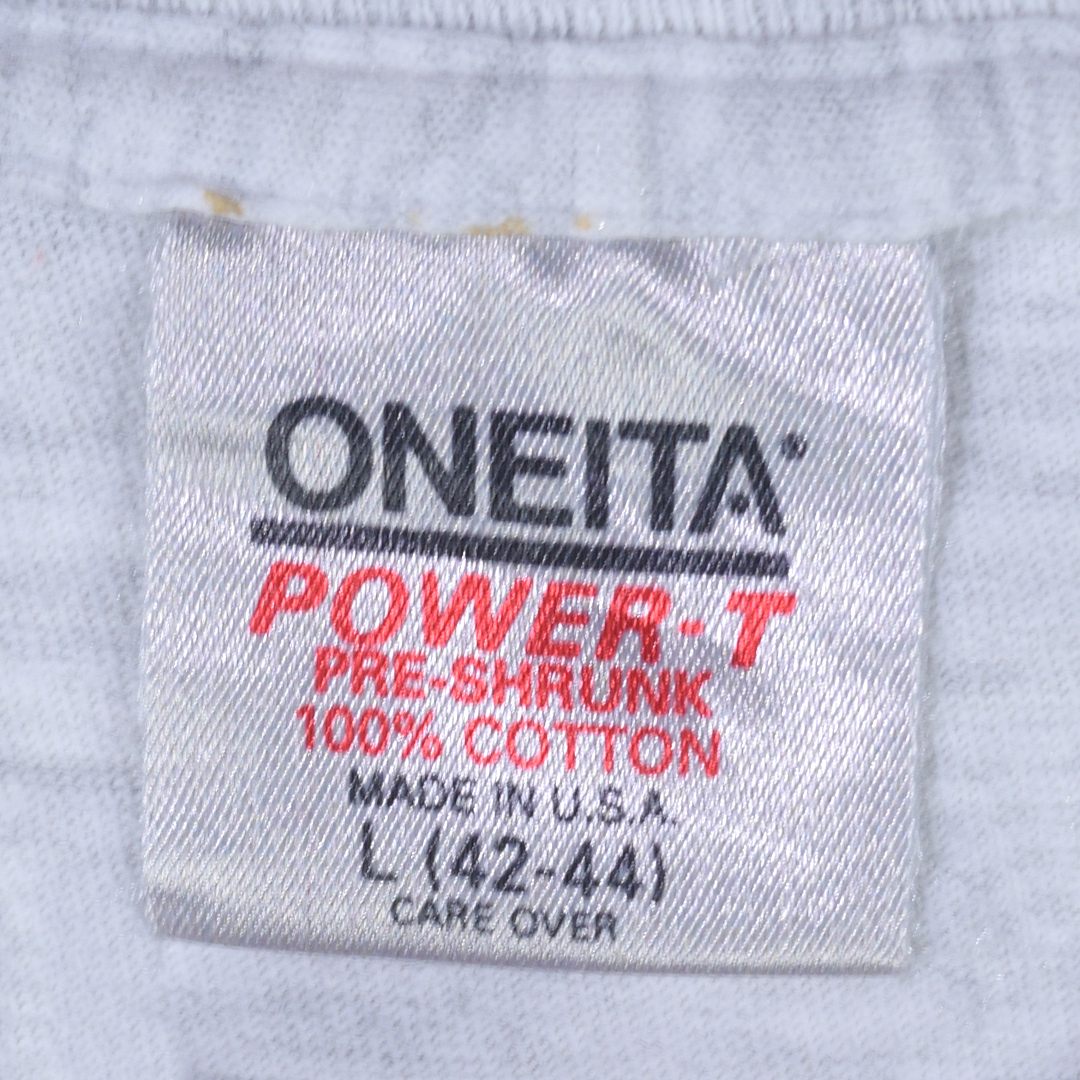 ONEITA®
POWER-T
PRE-SHRUNK
100% COTTON
MADE IN U.S.A.
L (42-44)
CARE OVER